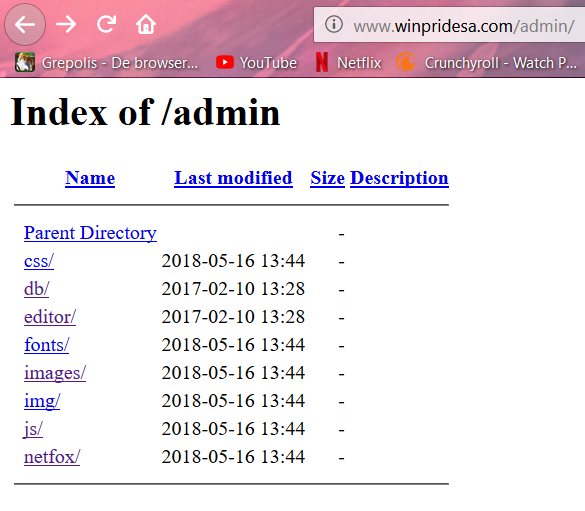 www.winpridesa.com/admin/
Grepolis - De browser... YouTube Netflix Crunchyroll - Watch P...
Index of /admin
Name Last modified Size Description
Parent Directory -
css/ 2018-05-16 13:44 -
db/ 2017-02-10 13:28 -
editor/ 2017-02-10 13:28 -
fonts/ 2018-05-16 13:44 -
images/ 2018-05-16 13:44 -
img/ 2018-05-16 13:44 -
js/ 2018-05-16 13:44 -
netfox/ 2018-05-16 13:44 -